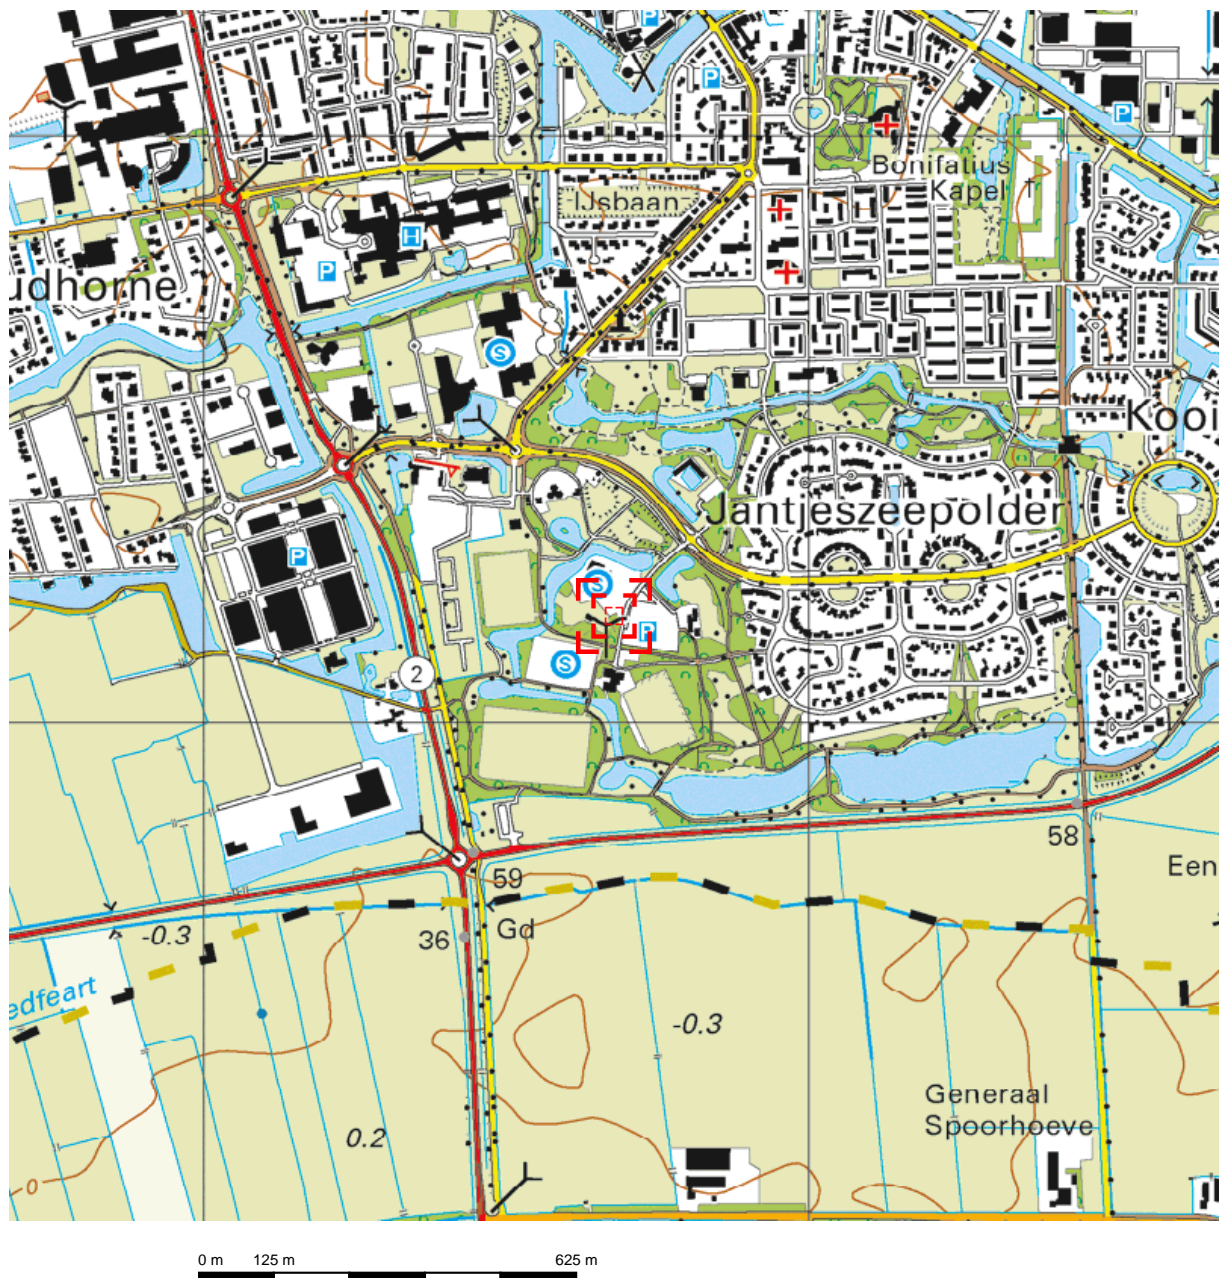 P
P
P
Bonifatius
Kapel
IJsbaan
H
P
udhorne
S
Kooi
Jantjeszeepolder
P
S
P
S
2
58
59
Een
Gd
36
-0.3
edfeart
-0.3
Generaal
Spoorhoeve
0.2
0
0 m 125 m 625 m